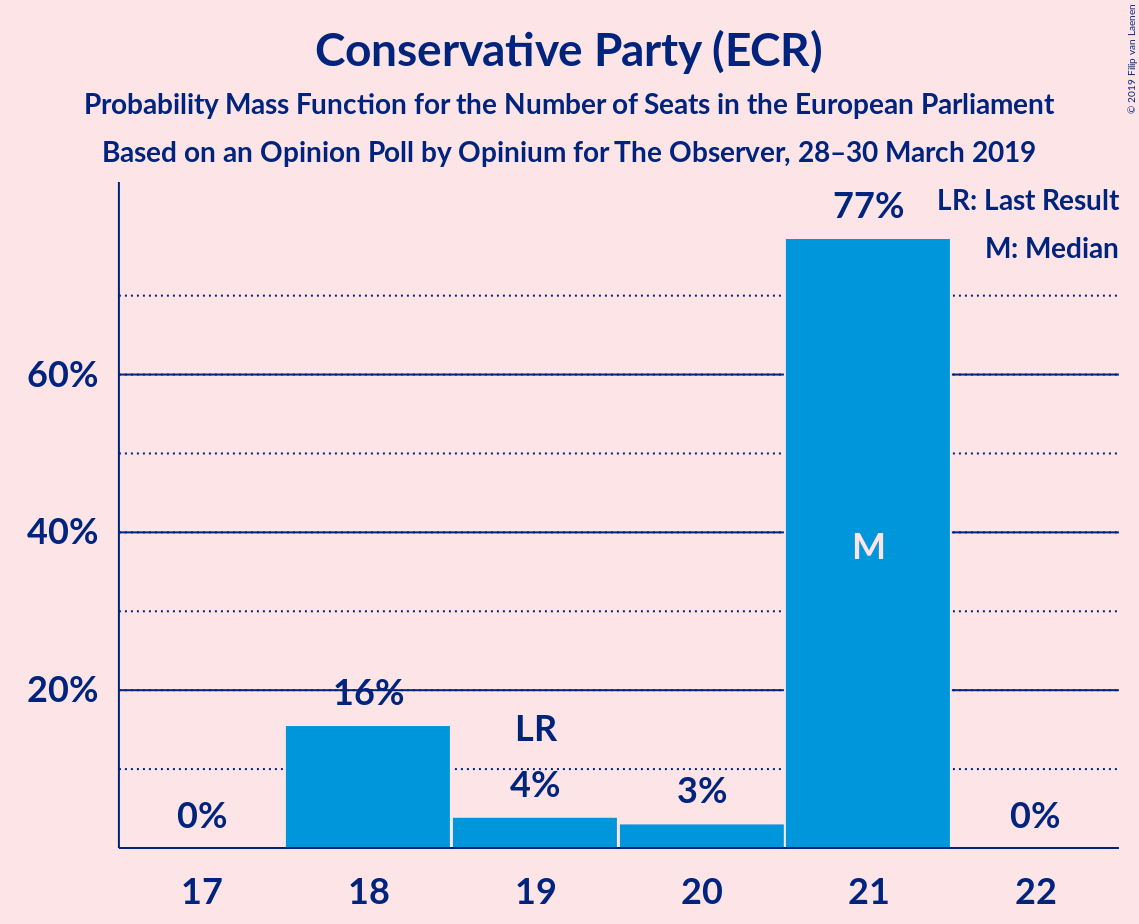 Conservative Party (ECR)
Probability Mass Function for the Number of Seats in the European Parliament
Based on an Opinion Poll by Opinium for The Observer, 28–30 March 2019
© 2019 Filip van Laenen
LR: Last Result
M: Median
77%
60%
40%
M
20%
16%
LR
4%
3%
0%
0%
17 18 19 20 21 22